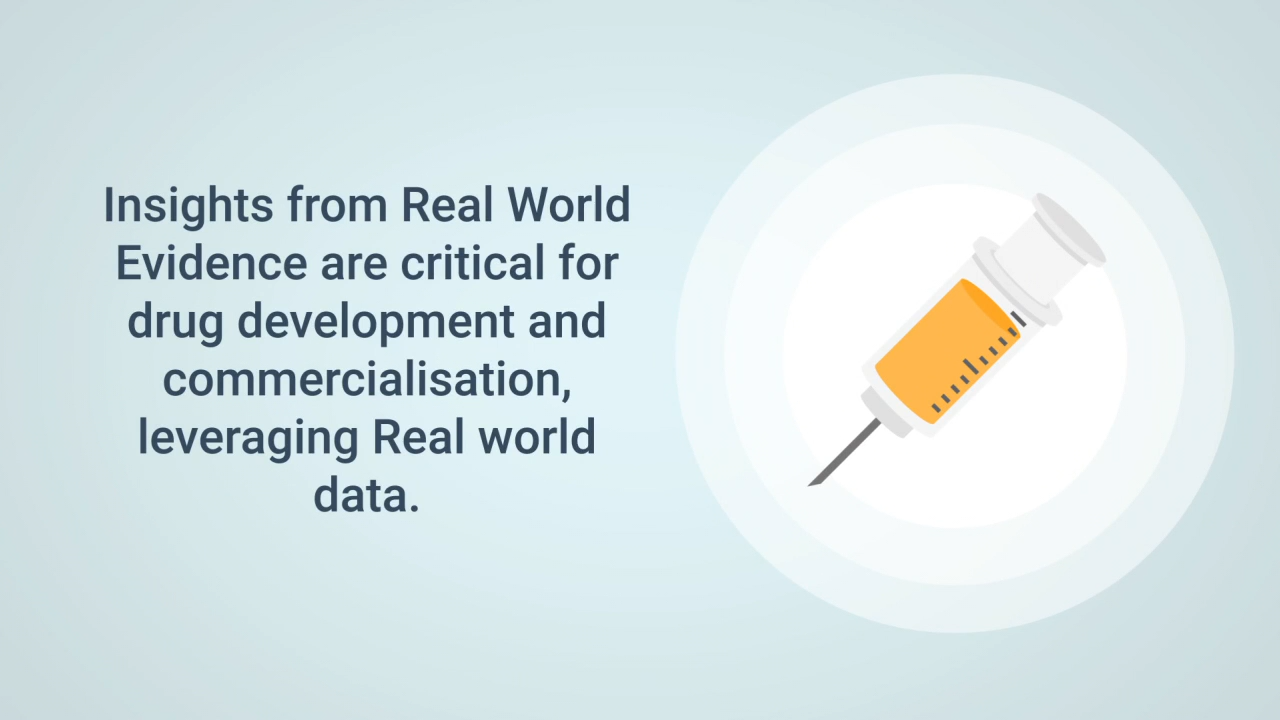 Insights from Real World
Evidence are critical for
drug development and
commercialisation,
leveraging Real world
data.